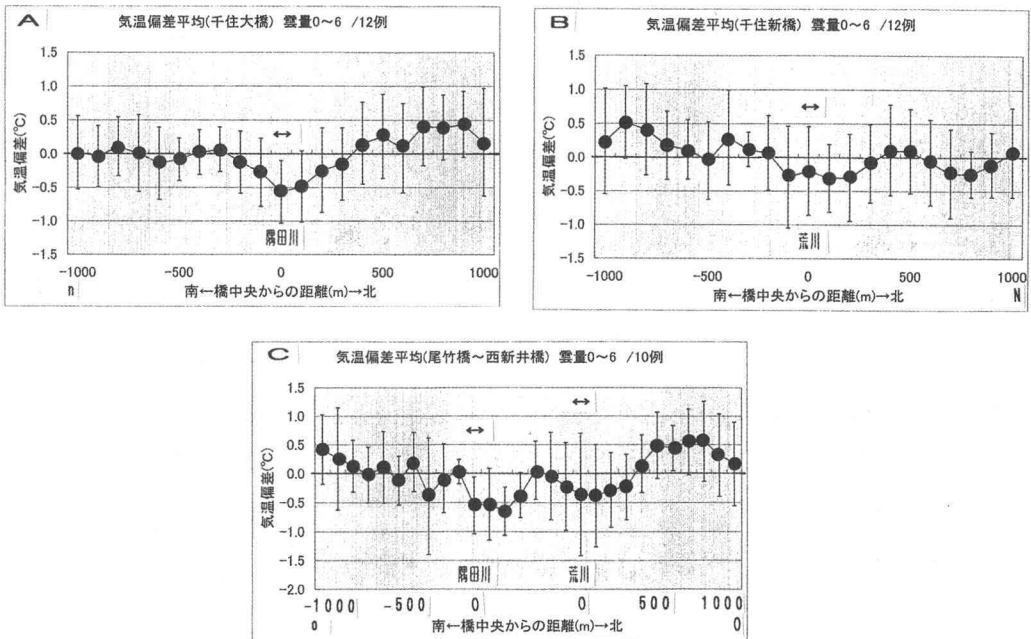 A 気温偏差平均(千住大橋) 雲量0~6 /12例
気温偏差(℃)
1.5
1.0
0.5
0.0
-0.5
-1.0
-1.5
隅田川
-1000 -500 0 500 1000
n 南←橋中央からの距離(m)→北
B 気温偏差平均(千住新橋) 雲量0~6 /12例
気温偏差(℃)
1.5
1.0
0.5
0.0
-0.5
-1.0
-1.5
荒川
-1000 -500 0 500 1000
南←橋中央からの距離(m)→北 N
C 気温偏差平均(尾竹橋~西新井橋) 雲量0~6 /10例
気温偏差(℃)
1.5
1.0
0.5
0.0
-0.5
-1.0
-1.5
-2.0
隅田川 荒川
-1000 -500 0 0 500 1000
o 南←橋中央からの距離(m)→北 O